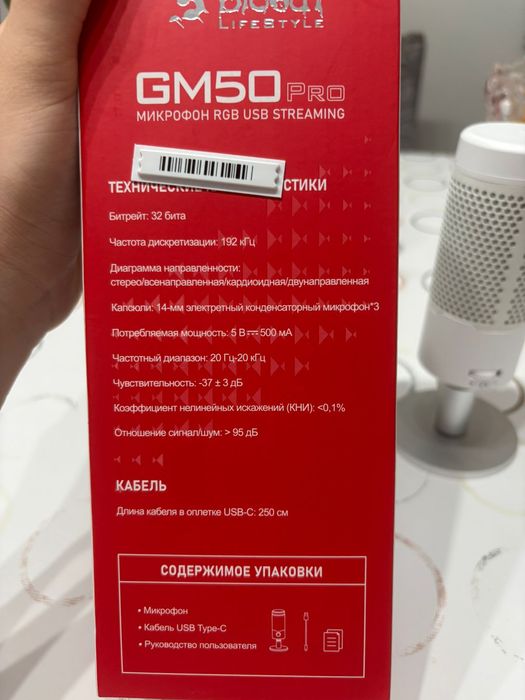 LIFESTYLE
GM50 PRO
МИКРОФОН RGB USB STREAMING
Битрейт: 32 бита
Частота дискретизации: 192 кГц
Диаграмма направленности:
стерео/всенаправленная/кардиоидная/двунаправленная
Капсюли: 14-мм электретный конденсаторный микрофон*3
Потребляемая мощность: 5 В⎓500 мА
Частотный диапазон: 20 Гц-20 кГц
Чувствительность: -37 ± 3 дБ
Коэффициент нелинейных искажений (КНИ): <0,1%
Отношение сигнал/шум: > 95 дБ
КАБЕЛЬ
Длина кабеля в оплетке USB-C: 250 см
СОДЕРЖИМОЕ УПАКОВКИ
• Микрофон
• Кабель USB Type-C
• Руководство пользователя